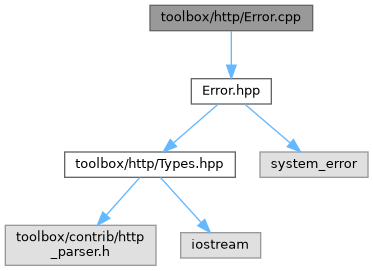 toolbox/http/Error.cpp
Error.hpp
toolbox/http/Types.hpp
system_error
toolbox/contrib/http
_parser.h
iostream